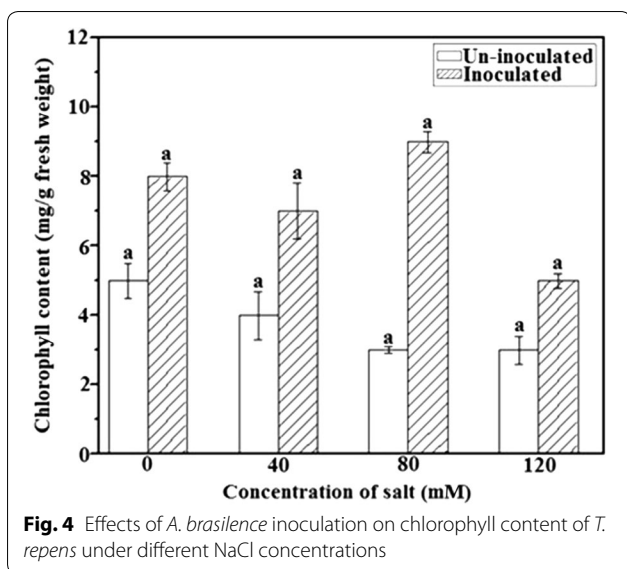 12
10
8
6
4
2
0
Chlorophyll content (mg/g fresh weight)
Un-inoculated
Inoculated
a a a a a a a a
0 40 80 120
Concentration of salt (mM)
Fig. 4 Effects of A. brasilence inoculation on chlorophyll content of T.
repens under different NaCl concentrations